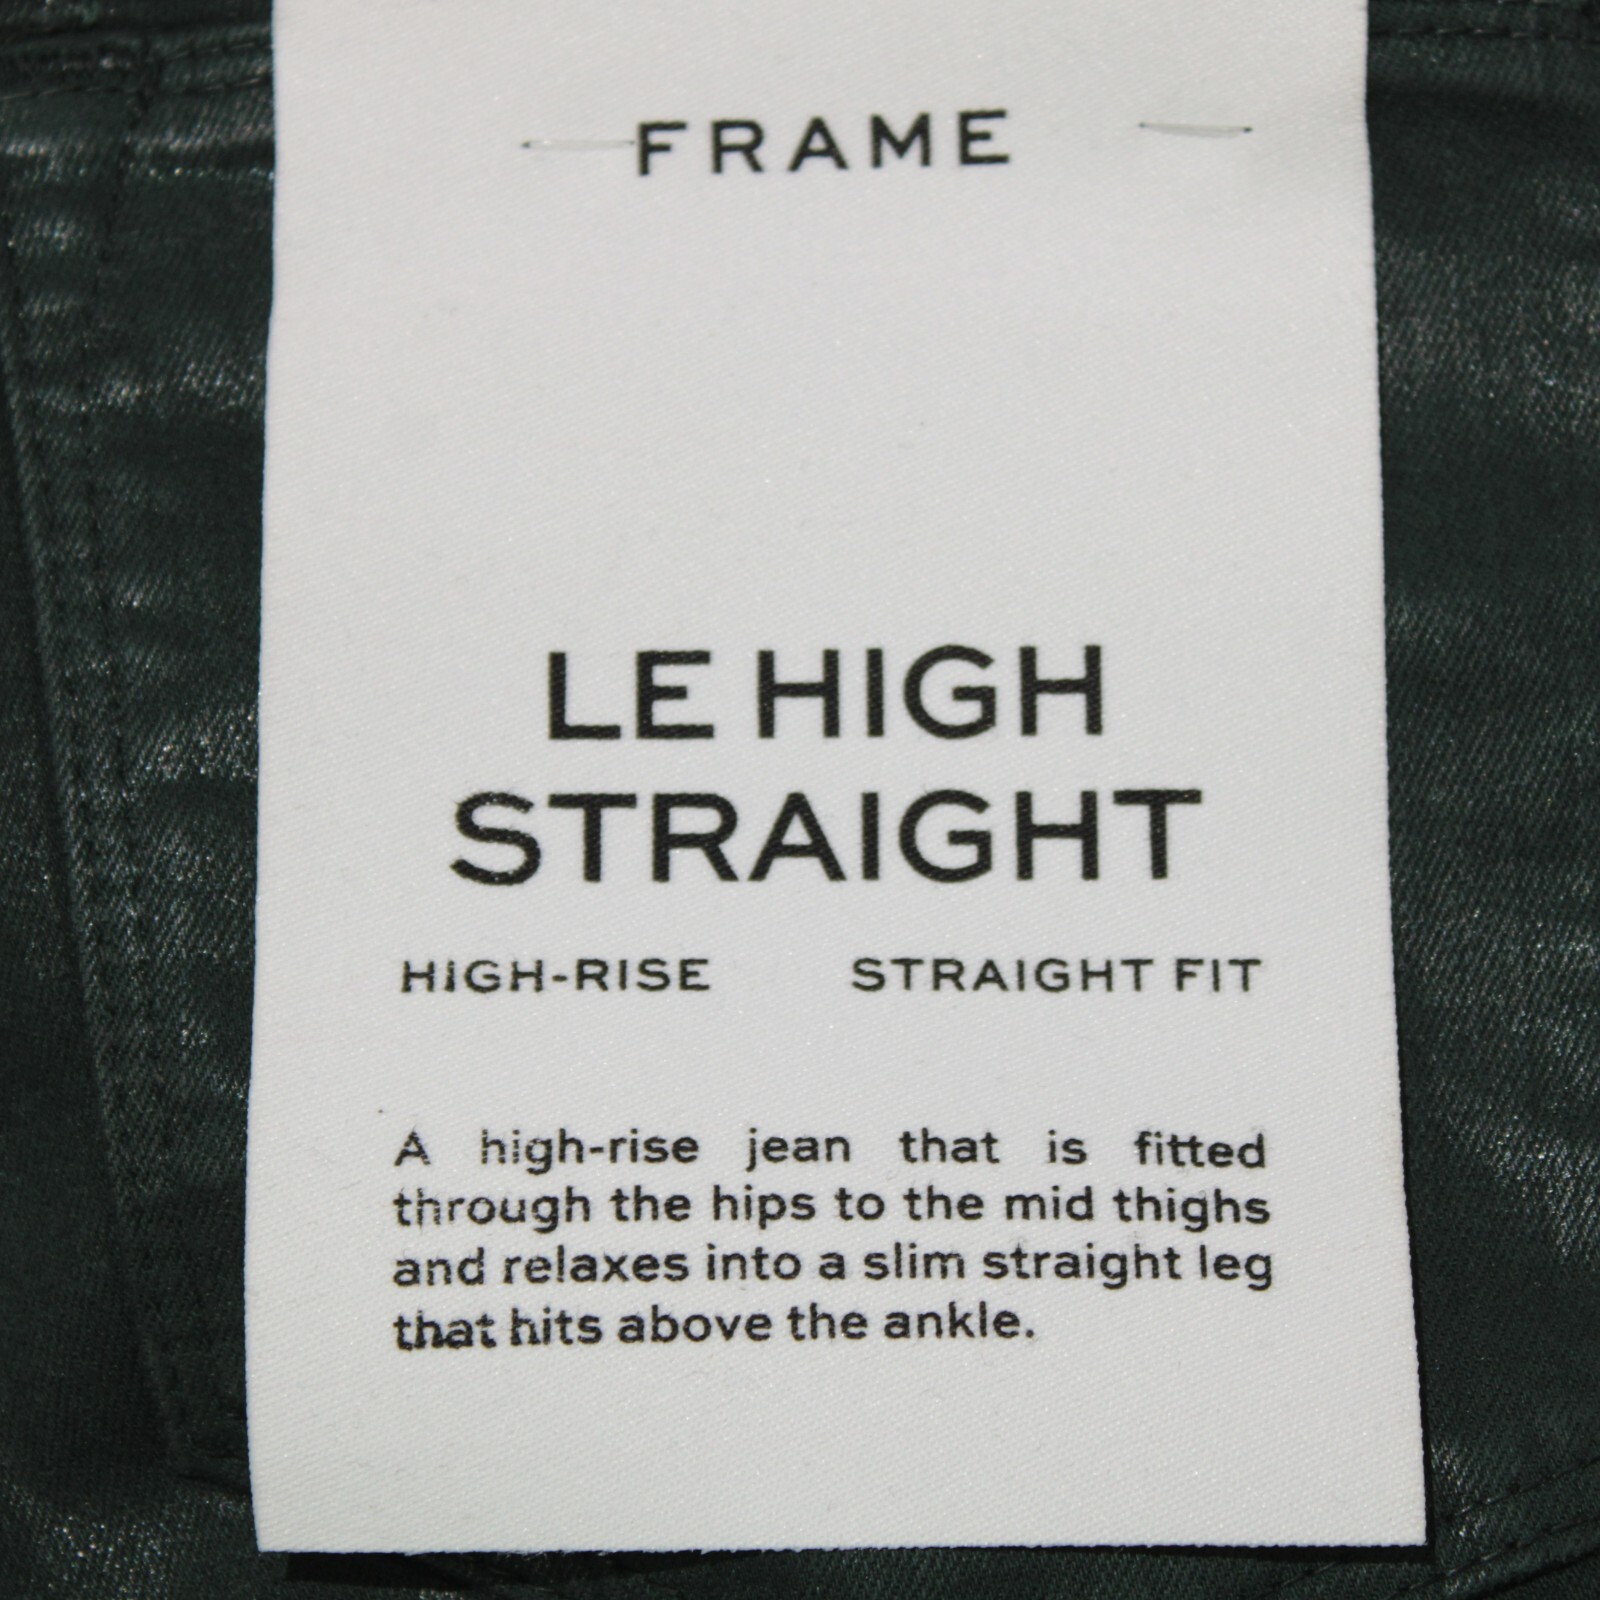 FRAME
LE HIGH
STRAIGHT
HIGH-RISE STRAIGHT FIT
A high-rise jean that is fitted
through the hips to the mid thighs
and relaxes into a slim straight leg
that hits above the ankle.